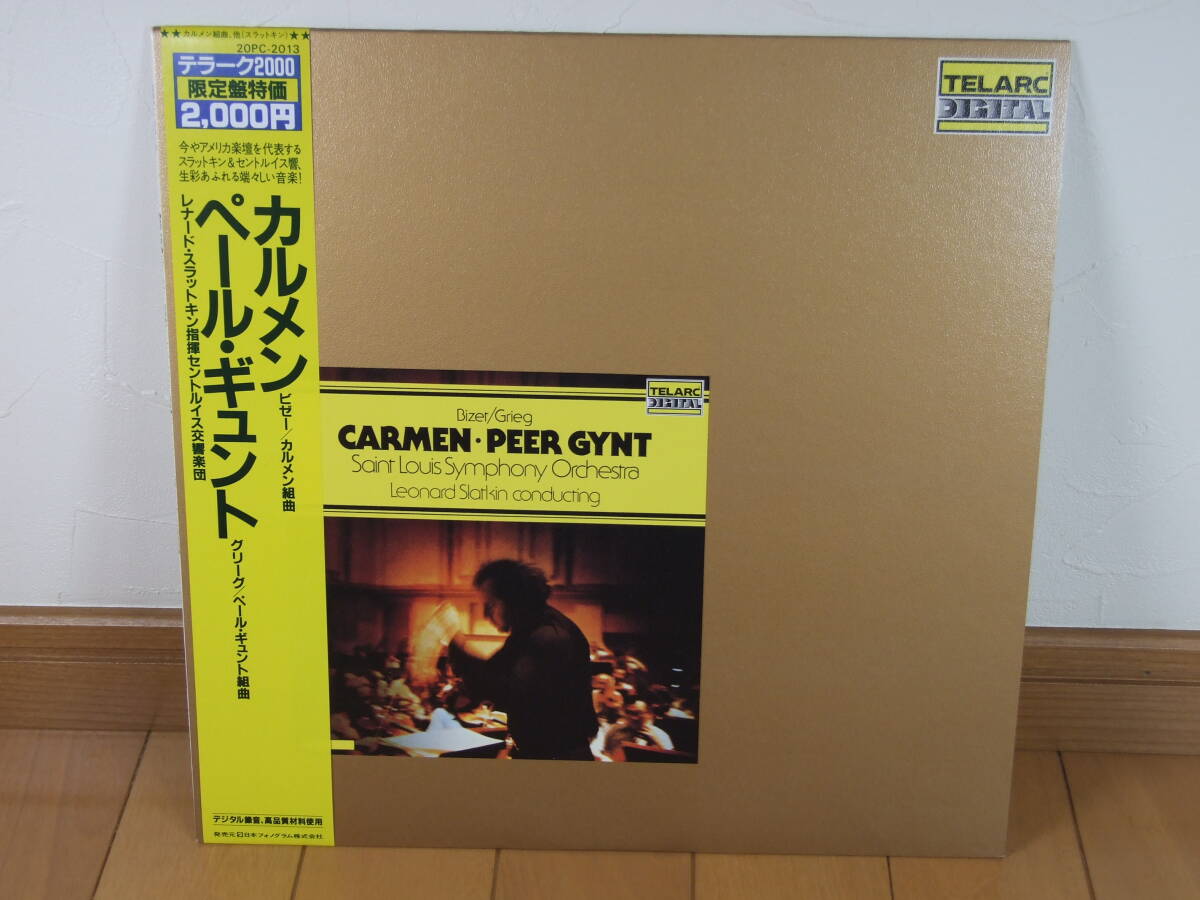 ★★カルメン組曲、他(スラットキン)★★
20PC-2013
テラーク2000
限定盤特価
2,000円
今やアメリカ楽壇を代表する
スラットキン&セントルイス響、
生彩あふれる瑞々しい音楽!
カルメン
ビゼー/カルメン組曲
ペール・ギュント
グリーグ/ペール・ギュント組曲
レナード・スラットキン指揮セントルイス交響楽団
デジタル録音、高品質材料使用
発売元 日本フォノグラム株式会社
TELARC
DIGITAL
TELARC
DIGITAL
Bizet/Grieg
CARMEN・PEER GYNT
Saint Louis Symphony Orchestra
Leonard Slatkin conducting